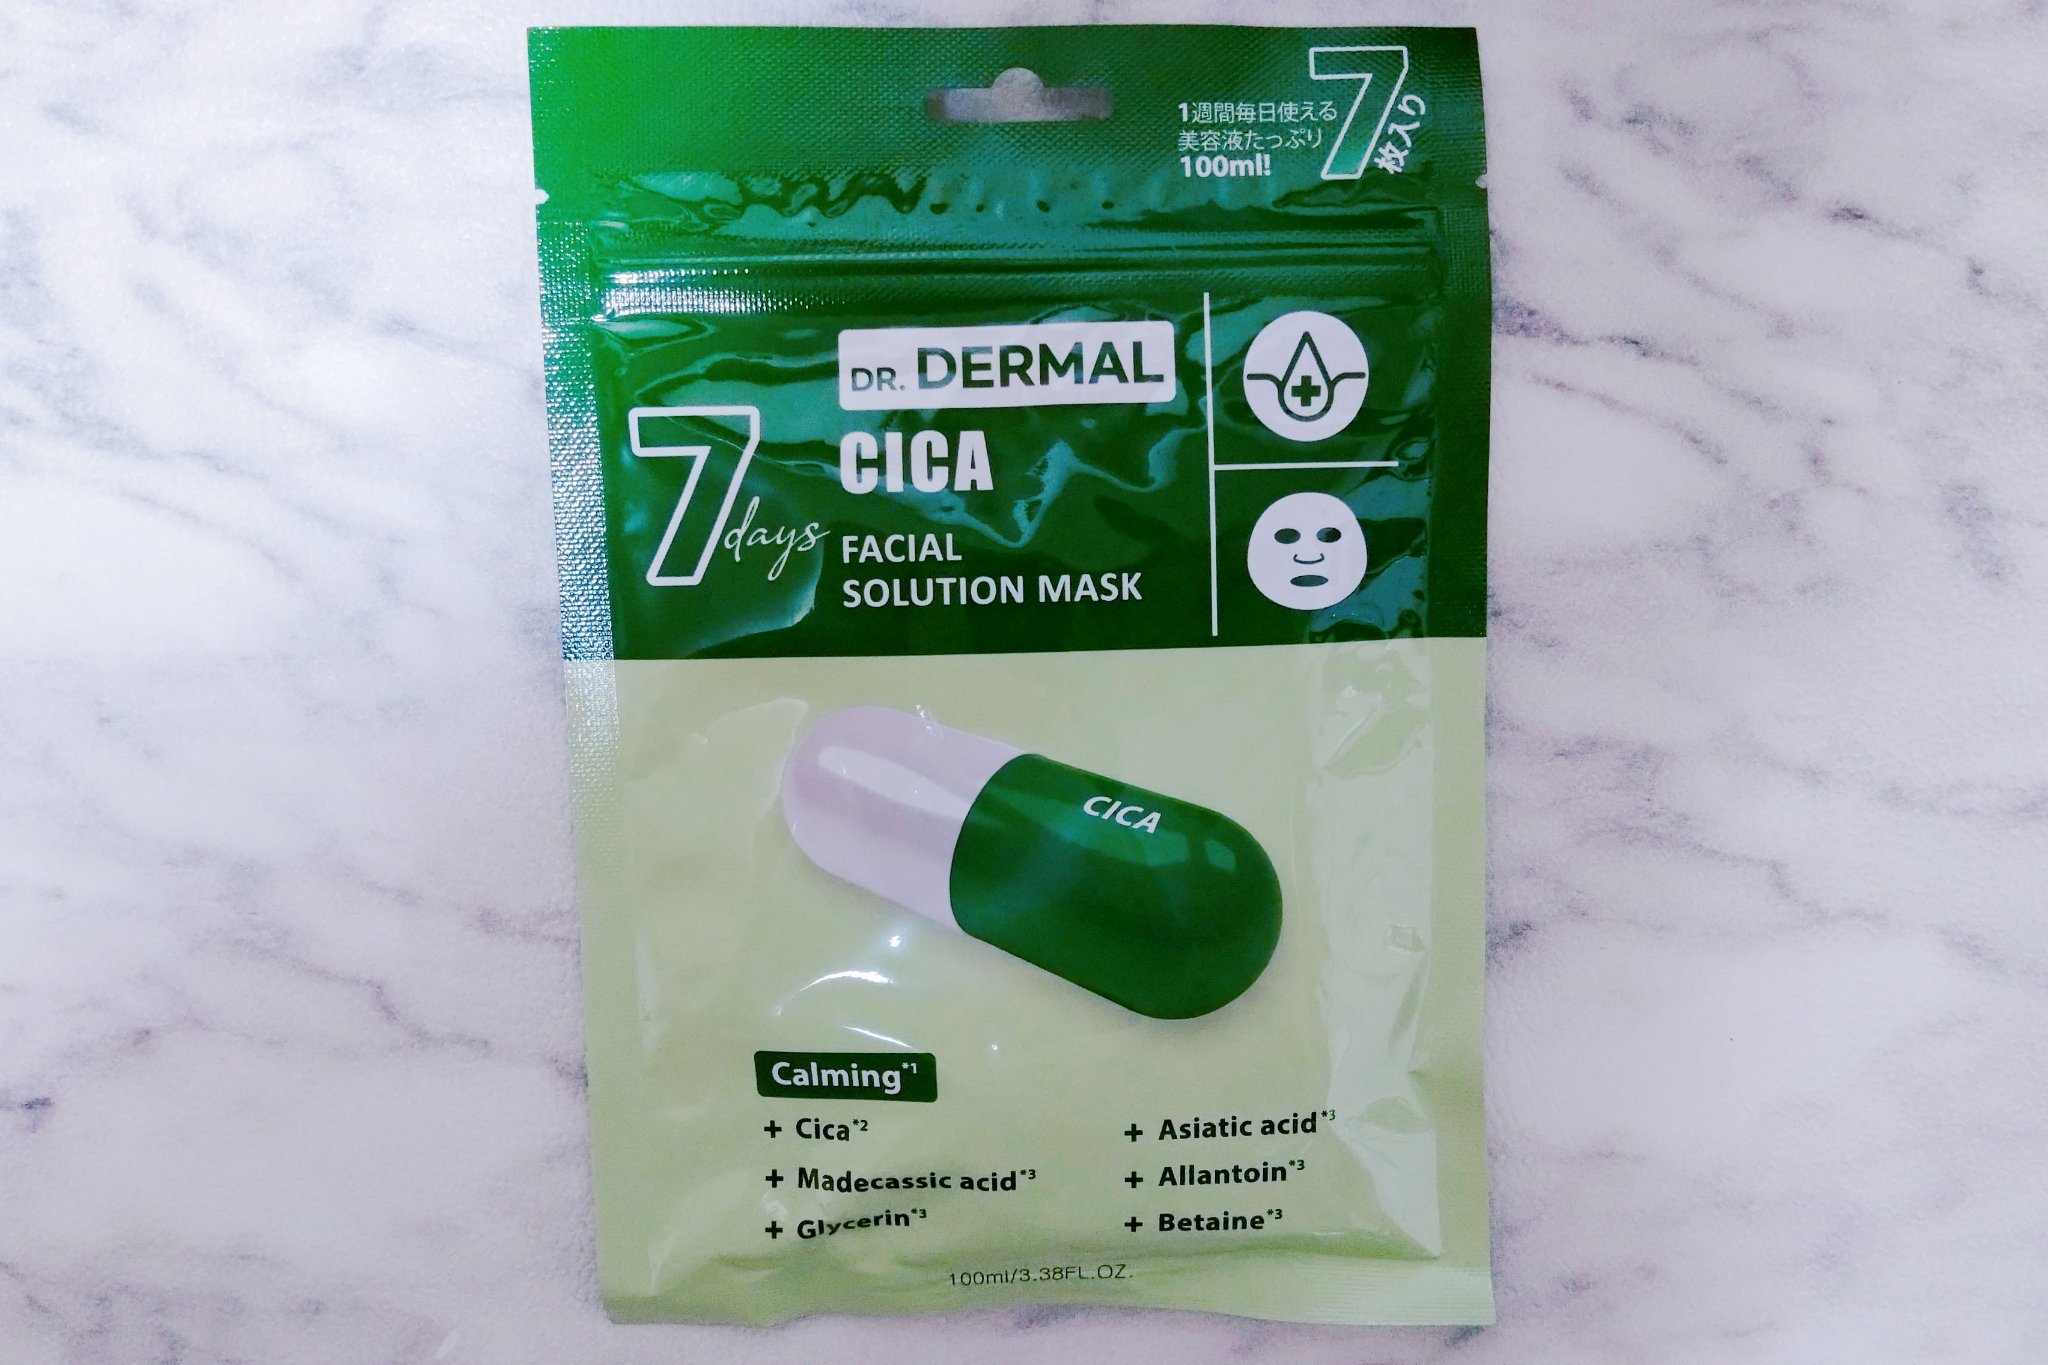 1週間毎日使える
美容液たっぷり
100ml!
7枚入り
DR. DERMAL
7days
CICA
FACIAL
SOLUTION MASK
CICA
Calming*1
+ Cica*2
+ Madecassic acid*3
+ Glycerin*3
+ Asiatic acid*3
+ Allantoin*3
+ Betaine*3
100ml/3.38FL.OZ.